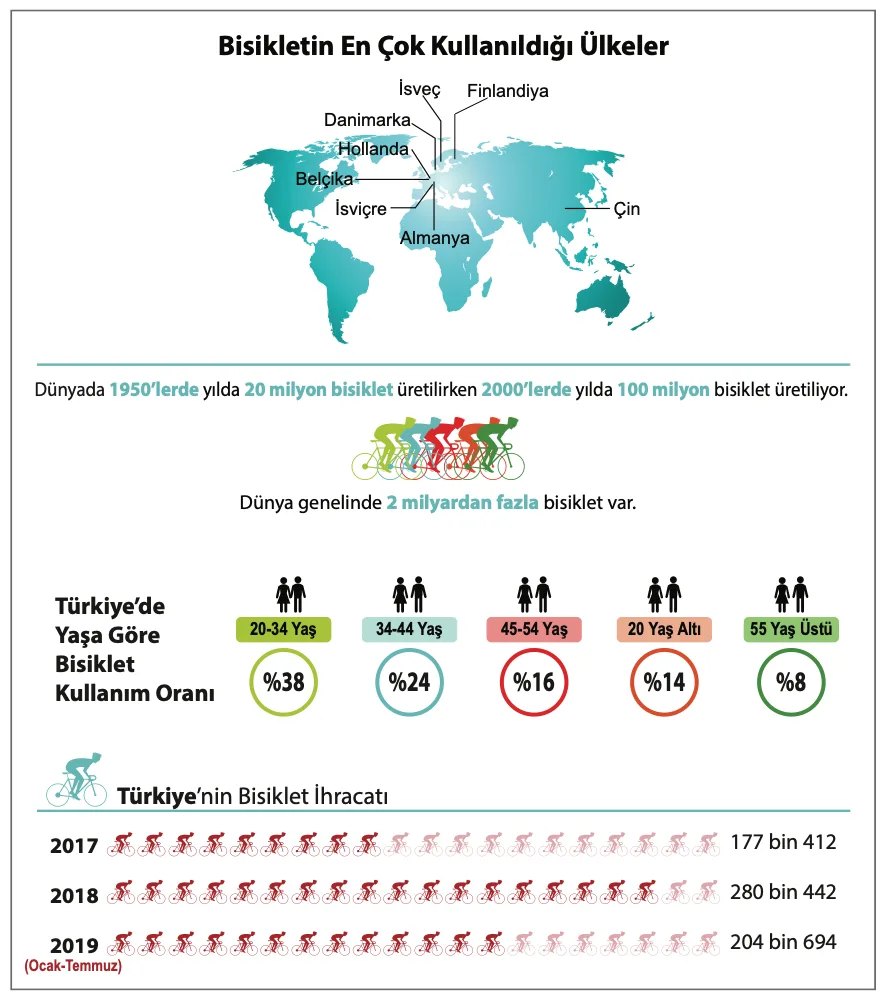 Bisikletin En Çok Kullanıldığı Ülkeler
İsveç
Finlandiya
Danimarka
Hollanda
Belçika
İsviçre
Çin
Almanya
Dünyada 1950’lerde yılda 20 milyon bisiklet üretilirken 2000’lerde yılda 100 milyon bisiklet üretiliyor.
Dünya genelinde 2 milyardan fazla bisiklet var.
Türkiye’de
Yaşa Göre
Bisiklet
Kullanım Oranı
20-34 Yaş
34-44 Yaş
45-54 Yaş
20 Yaş Altı
55 Yaş Üstü
%38
%24
%16
%14
%8
Türkiye’nin Bisiklet İhracatı
2017 177 bin 412
2018 280 bin 442
2019 204 bin 694
(Ocak-Temmuz)